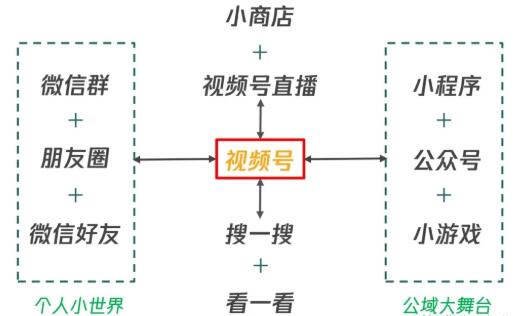 小商店
+
微信群
视频号直播
小程序
+
+
朋友圈
视频号
公众号
+
+
微信好友
搜一搜
小游戏
+
个人小世界
看一看
公域大舞台